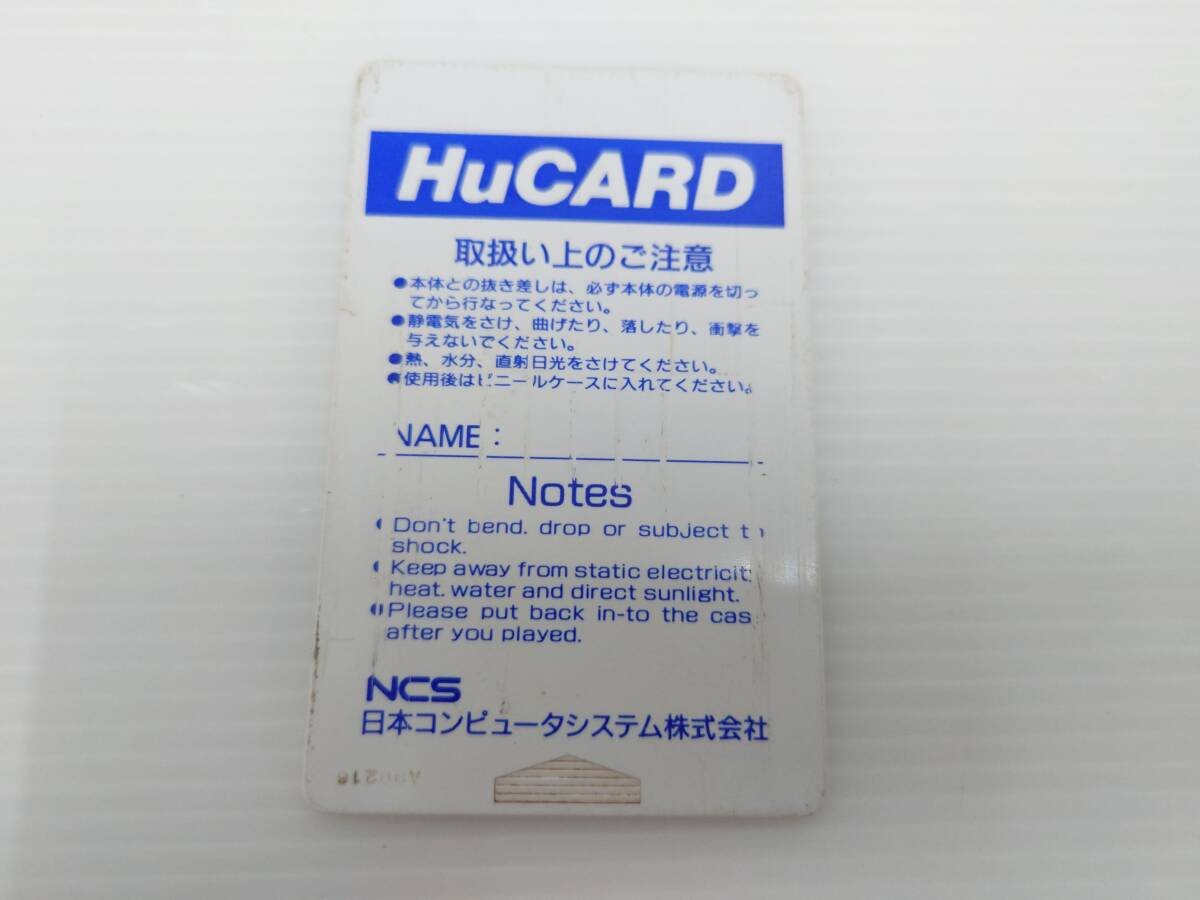 HuCARD
取扱い上のご注意
●本体との抜き差しは、必ず本体の電源を切っ
てから行なってください。
●静電気をさけ、曲げたり、落したり、衝撃を
与えないでください。
●熱、水分、直射日光をさけてください。
●使用後はビニールケースに入れてください。
NAME:
Notes
Don't bend. drop or subject to
shock.
Keep away from static electricity
heat. water and direct sunlight.
Please put back in-to the cas
after you played.
NCS
日本コンピュータシステム株式会社